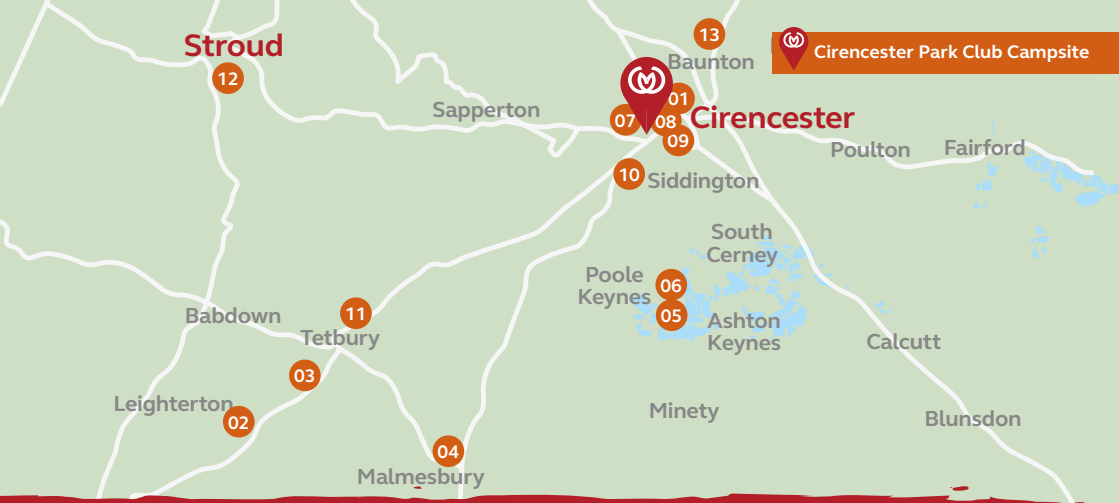 Stroud
12
13
Baunton
Cirencester Park Club Campsite
Sapperton
01
07
08
Cirencester
09
Poulton
Fairford
10
Siddington
South
Cerney
Poole
Keynes
06
05
Ashton
Keynes
Babdown
11
Tetbury
Calcutt
03
Leighterton
02
Minety
Blunsdon
04
Malmesbury